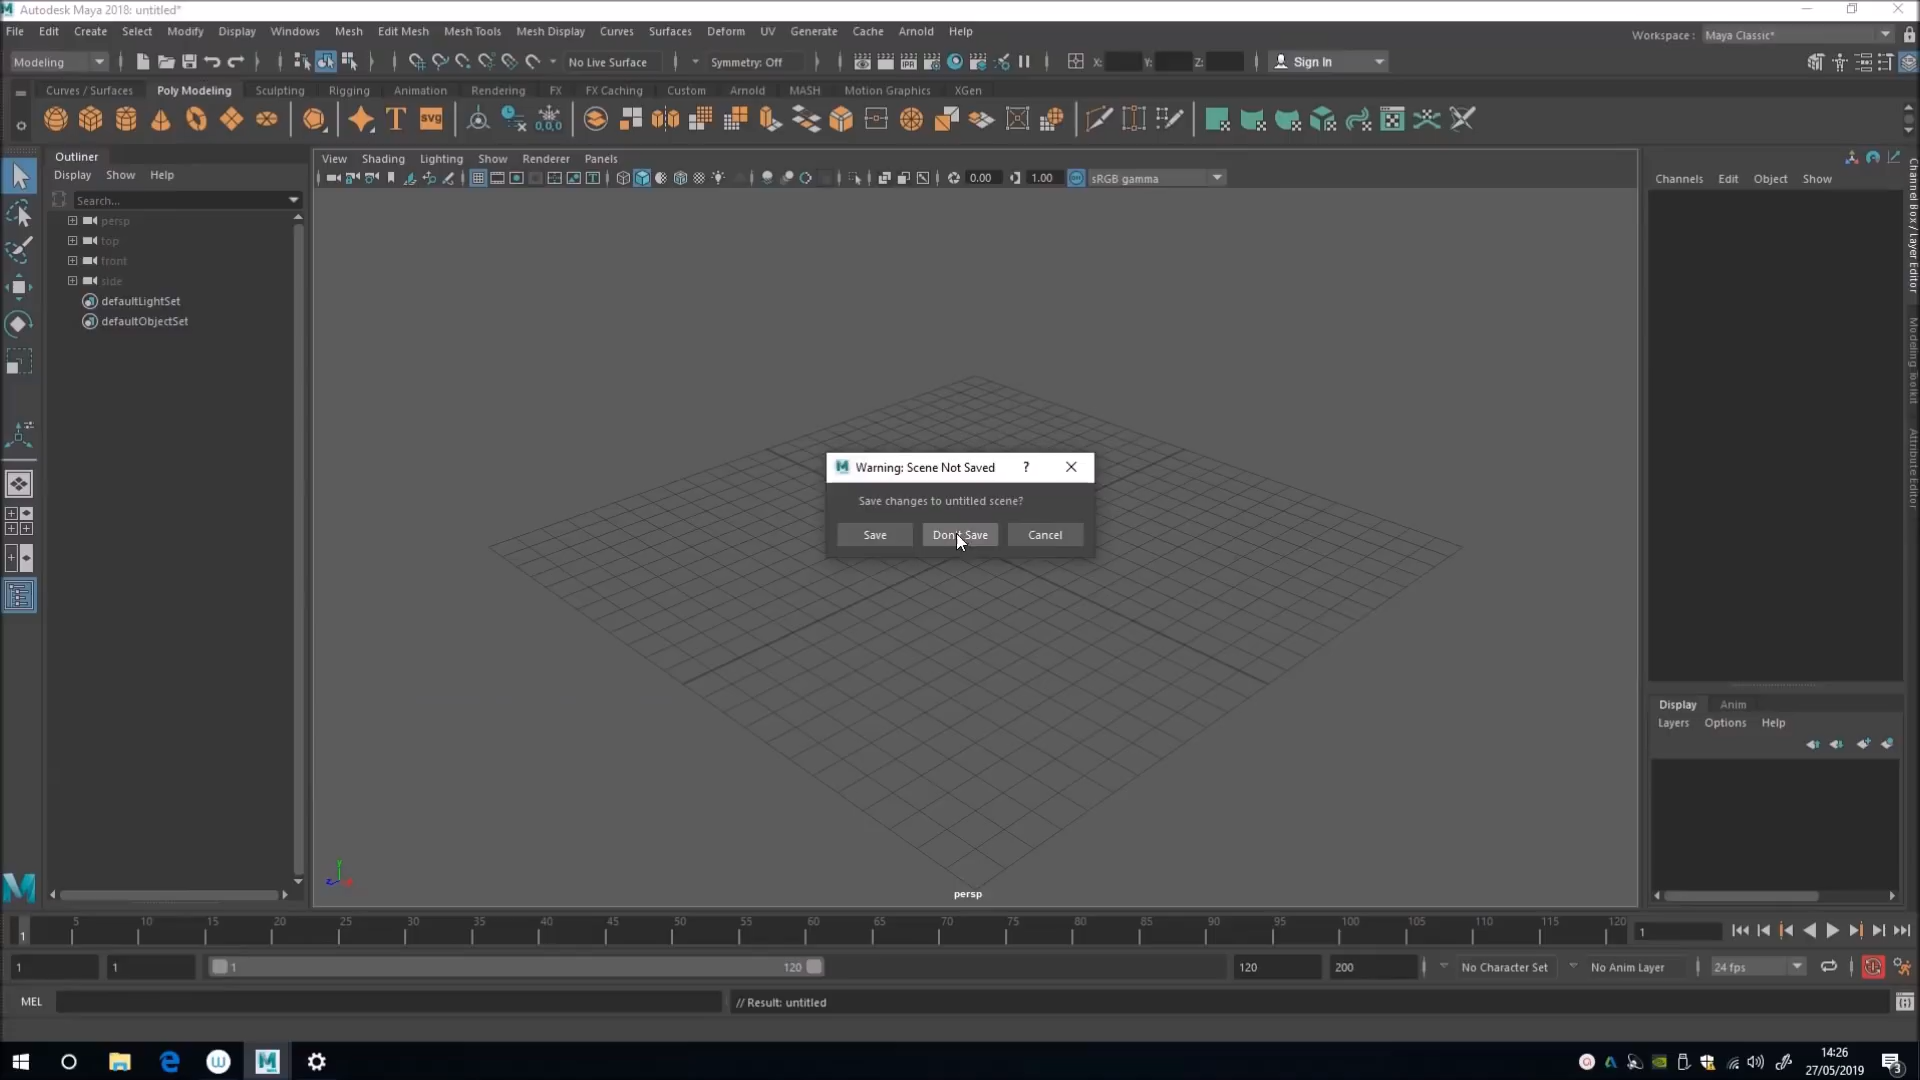 Autodesk Maya 2018: untitled*
File Edit Create Select Modify Display Windows Mesh Edit Mesh Mesh Tools Mesh Display Curves Surfaces Deform UV Generate Cache Arnold Help
Workspace : Maya Classic*
Modeling No Live Surface Symmetry: Off X: Y: Z: Sign In
Curves / Surfaces Poly Modeling Sculpting Rigging Animation Rendering FX FX Caching Custom Arnold MASH Motion Graphics XGen
T svg 0,0,0
Outliner
Display Show Help
Search...
persp
top
front
side
defaultLightSet
defaultObjectSet
View Shading Lighting Show Renderer Panels
0.00 1.00 sRGB gamma
Warning: Scene Not Saved ?
Save changes to untitled scene?
Save Don't Save Cancel
y
persp
Channels Edit Object Show
Channel Box / Layer Editor
Modeling Toolkit
Attribute Editor
Display Anim
Layers Options Help
5 10 15 20 25 30 35 40 45 50 55 60 65 70 75 80 85 90 95 100 105 110 115 120
1 1
1 1 1 120 120 200 No Character Set No Anim Layer 24 fps
MEL // Result: untitled
14:26
27/05/2019
3